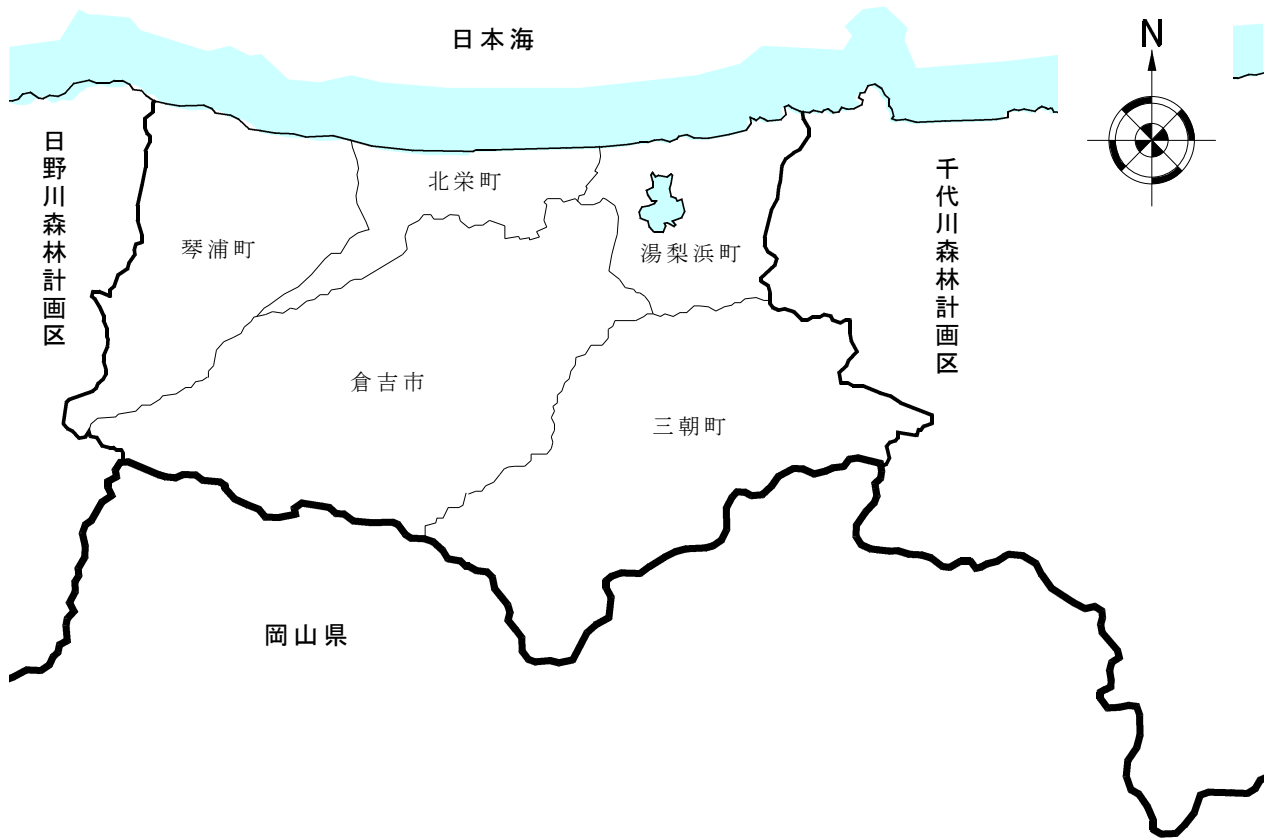 日本海
N
日野川森林計画区
北栄町
千代川森林計画区
琴浦町
湯梨浜町
倉吉市
三朝町
岡山県